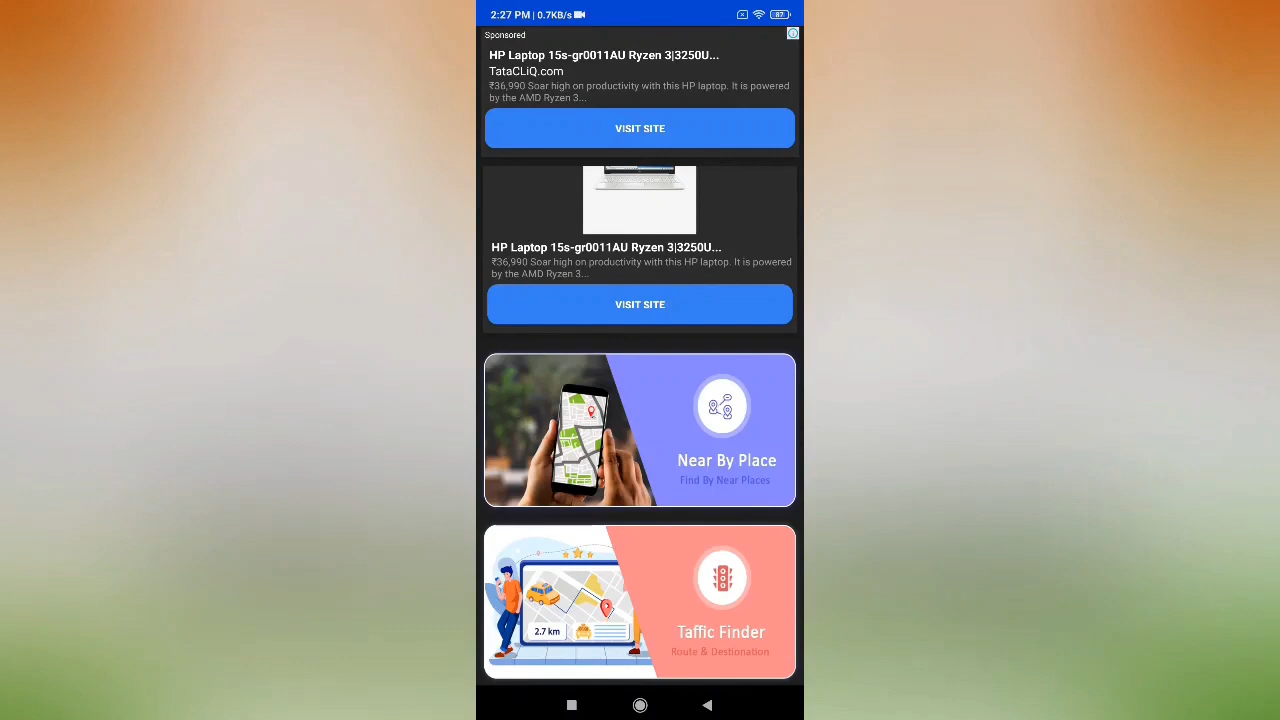 2:27 PM | 0.7KB/s
87
Sponsored
HP Laptop 15s-gr0011AU Ryzen 3|3250U...
TataCLiQ.com
₹36,990 Soar high on productivity with this HP laptop. It is powered
by the AMD Ryzen 3...
VISIT SITE
HP Laptop 15s-gr0011AU Ryzen 3|3250U...
₹36,990 Soar high on productivity with this HP laptop. It is powered
by the AMD Ryzen 3...
VISIT SITE
Near By Place
Find By Near Places
2.7 km
Taffic Finder
Route & Destionation